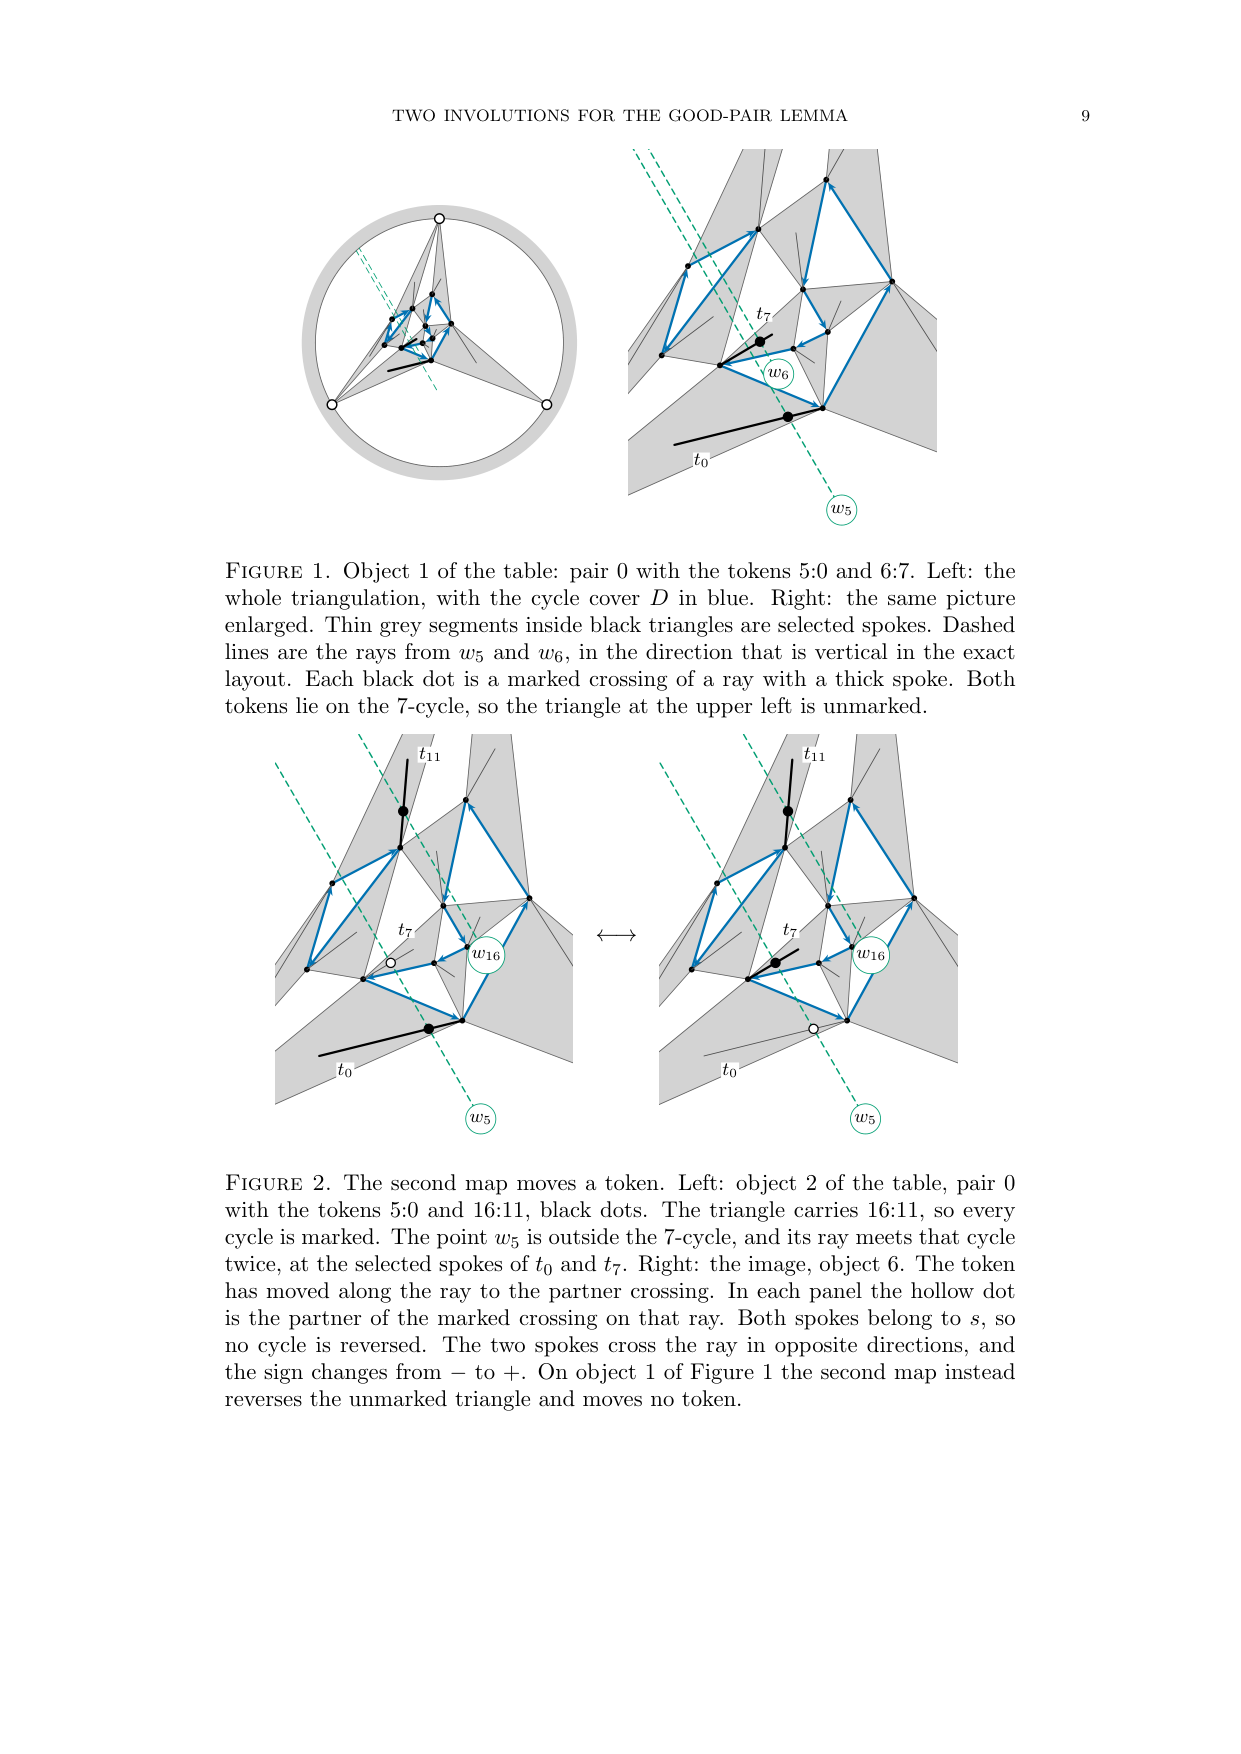 TWO INVOLUTIONS FOR THE GOOD-PAIR LEMMA 9
t7
w6
t0
w5
FIGURE 1. Object 1 of the table: pair 0 with the tokens 5:0 and 6:7. Left: the
whole triangulation, with the cycle cover D in blue. Right: the same picture
enlarged. Thin grey segments inside black triangles are selected spokes. Dashed
lines are the rays from w5 and w6, in the direction that is vertical in the exact
layout. Each black dot is a marked crossing of a ray with a thick spoke. Both
tokens lie on the 7-cycle, so the triangle at the upper left is unmarked.
t11
t7
w16
t0
w5
⟷
t11
t7
w16
t0
w5
FIGURE 2. The second map moves a token. Left: object 2 of the table, pair 0
with the tokens 5:0 and 16:11, black dots. The triangle carries 16:11, so every
cycle is marked. The point w5 is outside the 7-cycle, and its ray meets that cycle
twice, at the selected spokes of t0 and t7. Right: the image, object 6. The token
has moved along the ray to the partner crossing. In each panel the hollow dot
is the partner of the marked crossing on that ray. Both spokes belong to s, so
no cycle is reversed. The two spokes cross the ray in opposite directions, and
the sign changes from − to +. On object 1 of Figure 1 the second map instead
reverses the unmarked triangle and moves no token.